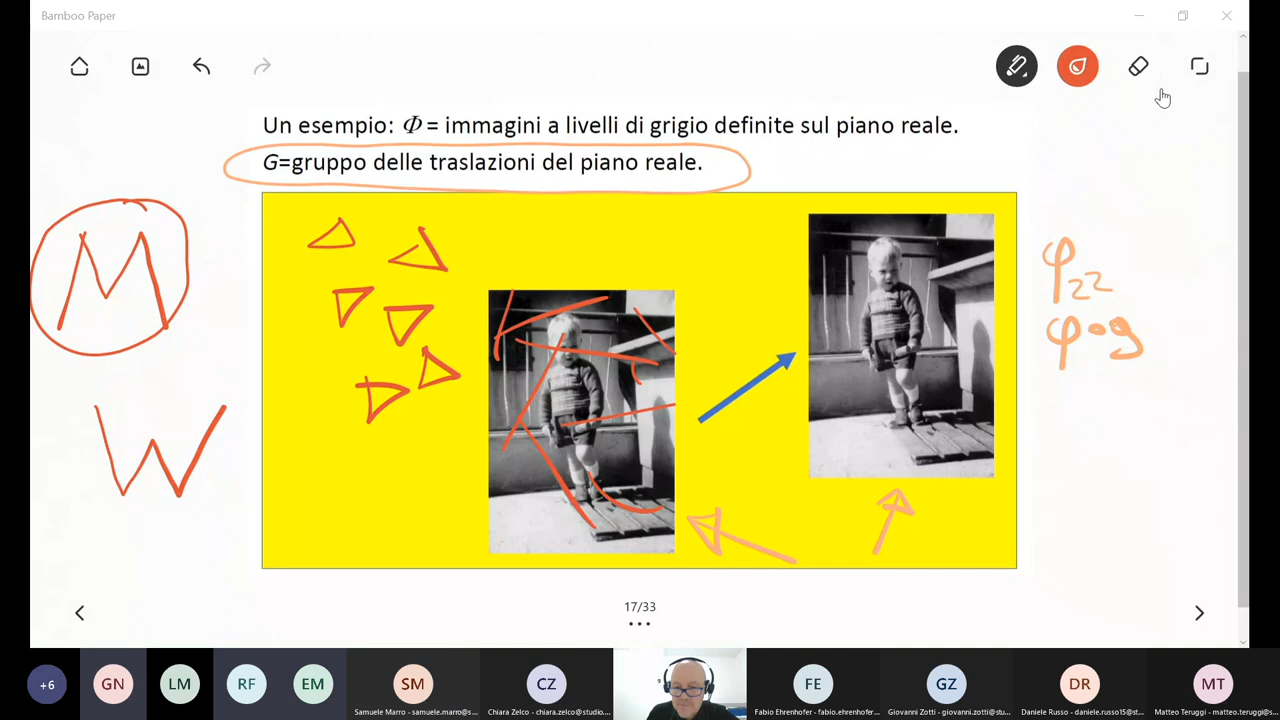 Bamboo Paper
Un esempio: Φ = immagini a livelli di grigio definite sul piano reale.
G=gruppo delle traslazioni del piano reale.
M
W
φ22
φ∘g
17/33
+6
GN
LM
RF
EM
SM
CZ
FE
GZ
DR
MT
Samuele Marro - samuele.marro@s...
Chiara Zelco - chiara.zelco@studio....
Fabio Ehrenhofer - fabio.ehrenhofer...
Giovanni Zotti - giovanni.zotti@stu...
Daniele Russo - daniele.russo15@st...
Matteo Teruggi - matteo.teruggi@s...